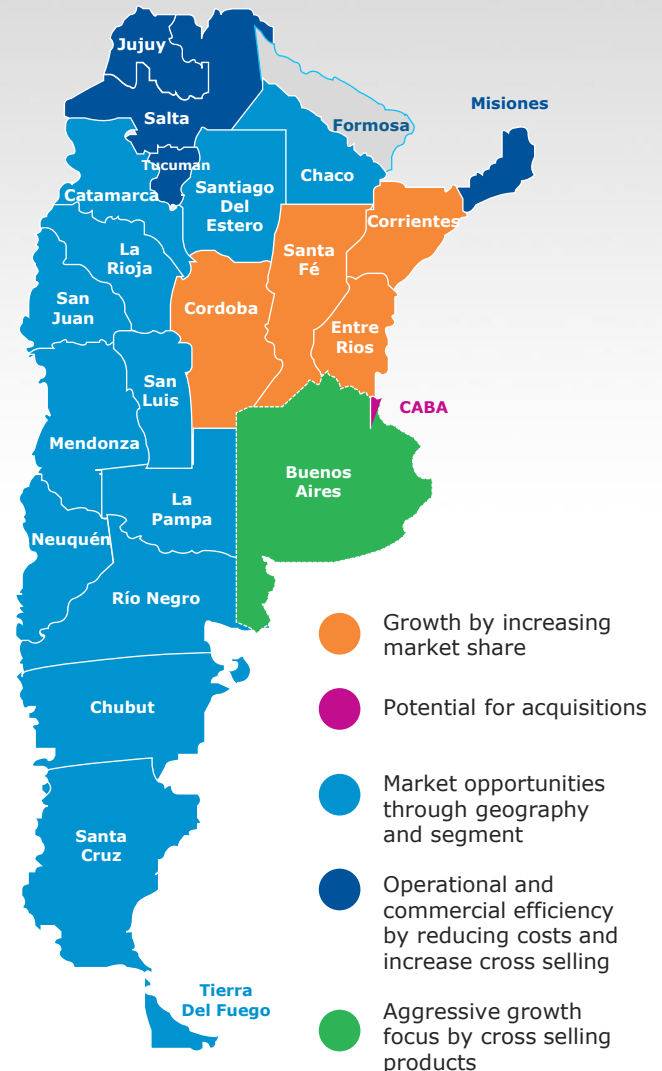 Jujuy
Misiones
Salta
Formosa
Tucuman
Catamarca
Santiago
Del
Estero
Chaco
Corrientes
La
Rioja
Santa
Fé
San
Juan
Cordoba
Entre
Rios
San
Luis
CABA
Mendonza
Buenos
Aires
La
Pampa
Neuquén
Río Negro
Chubut
Santa
Cruz
Tierra
Del Fuego
Growth by increasing
market share
Potential for acquisitions
Market opportunities
through geography
and segment
Operational and
commercial efficiency
by reducing costs and
increase cross selling
Aggressive growth
focus by cross selling
products